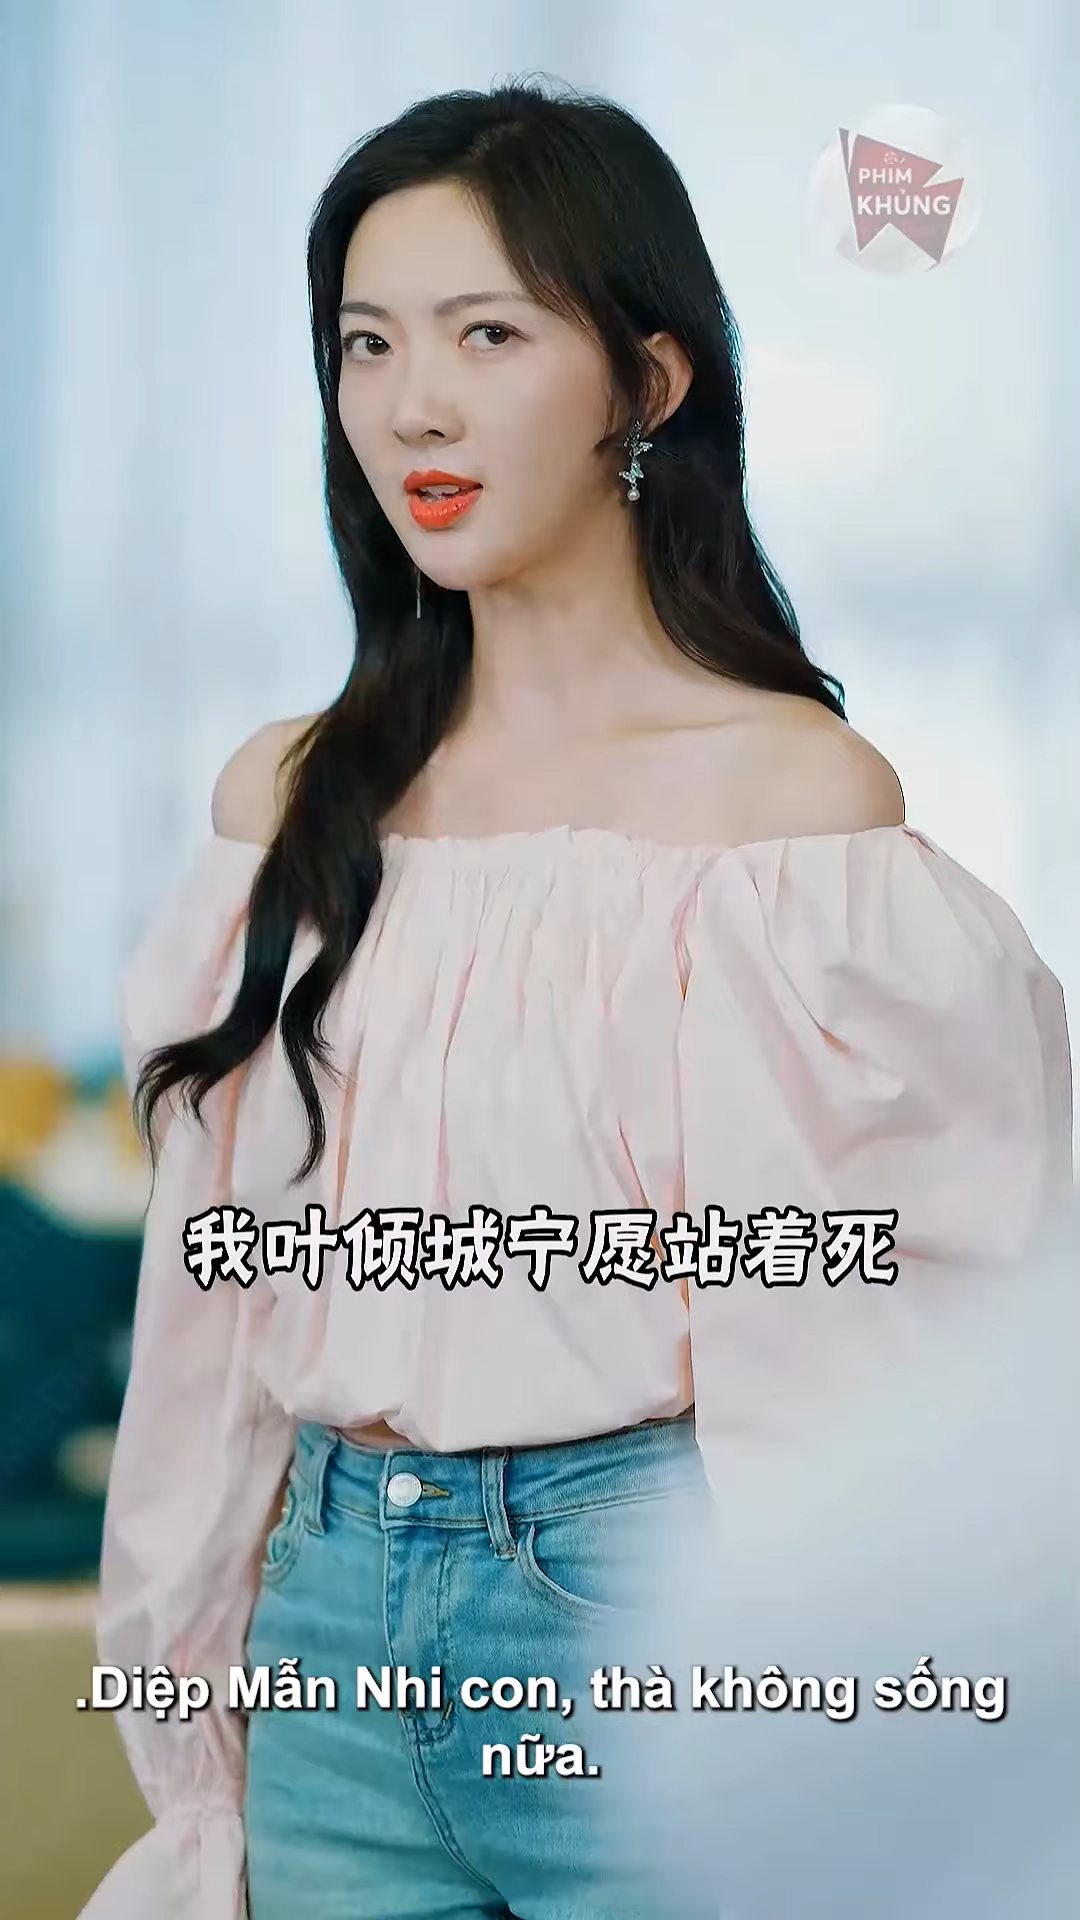 PHIM
KHỦNG
我叶倾城宁愿站着死
.Diệp Mẫn Nhi con, thà không sống
nữa.